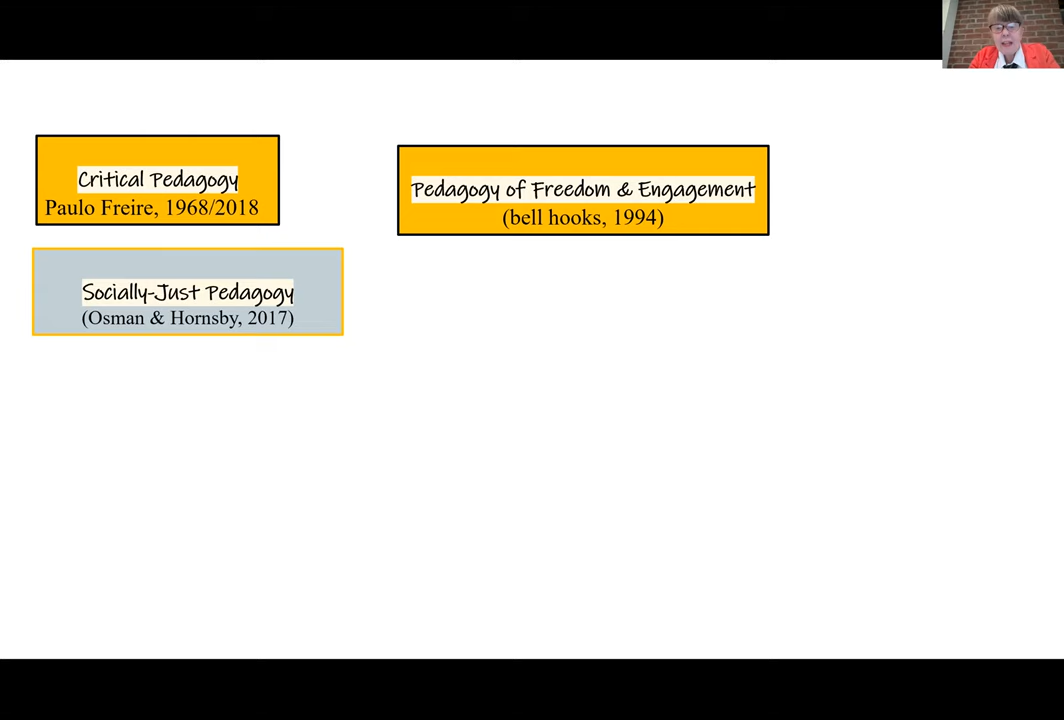 Critical Pedagogy
Paulo Freire, 1968/2018
Pedagogy of Freedom & Engagement
(bell hooks, 1994)
Socially-Just Pedagogy
(Osman & Hornsby, 2017)